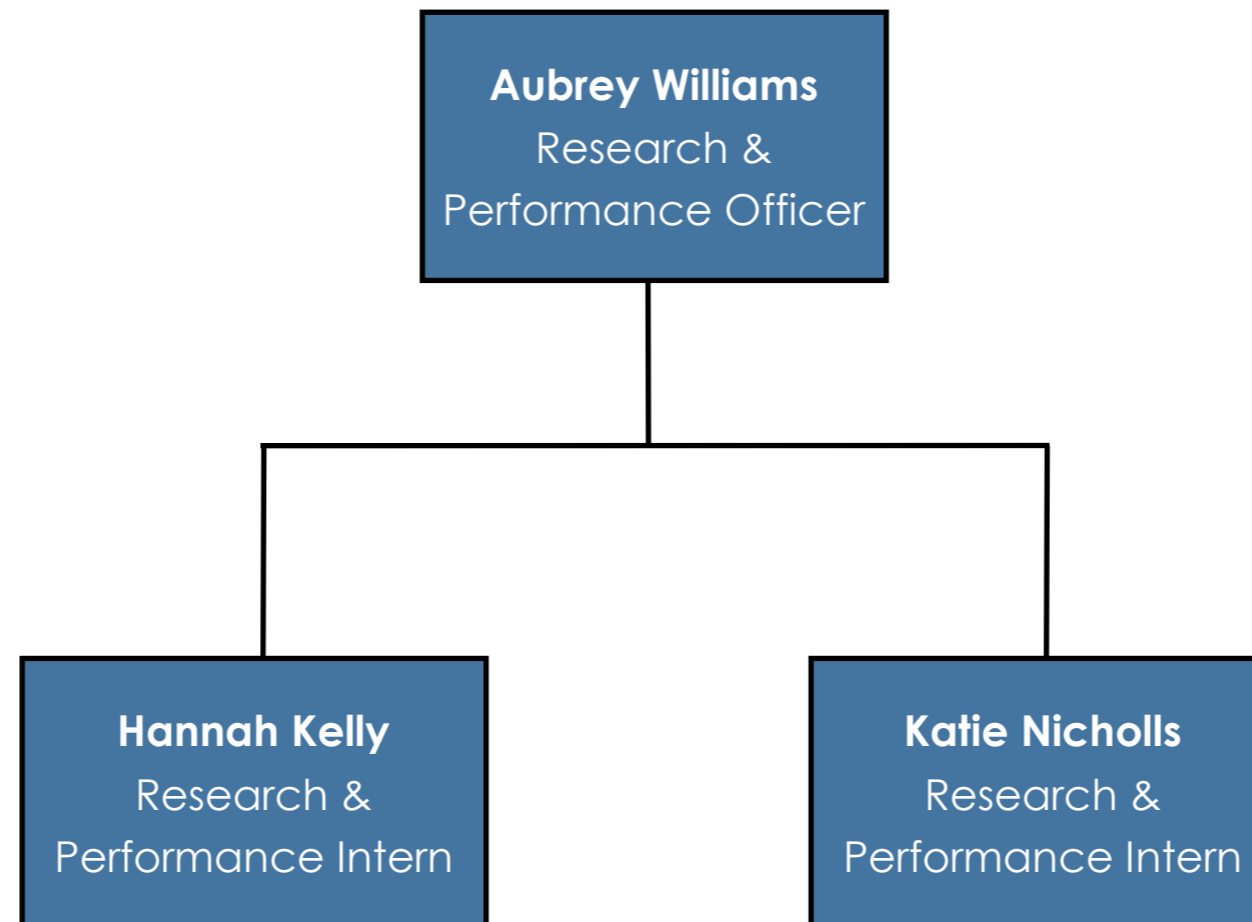 Aubrey Williams
Research &
Performance Officer
Hannah Kelly
Research &
Performance Intern
Katie Nicholls
Research &
Performance Intern